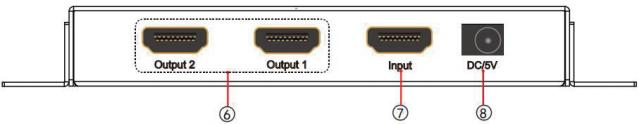 Output 2 Output 1 Input DC/5V
⑥ ⑦ ⑧